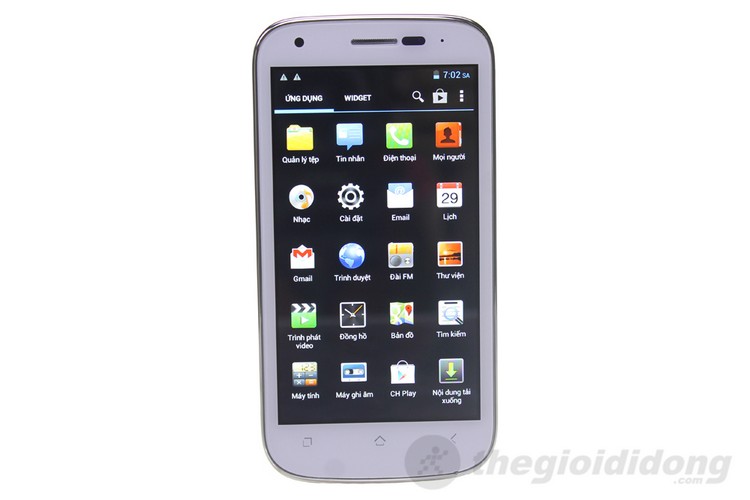 7:02 SA
ỨNG DỤNG WIDGET
Quản lý tệp Tin nhắn Điện thoại Mọi người
29
Nhạc Cài đặt Email Lịch
Gmail Trình duyệt Đài FM Thư viện
Trình phát Đồng hồ Bản đồ Tìm kiếm
video
123
Máy tính Máy ghi âm CH Play Nội dung tải
xuống
thegioididong
.com